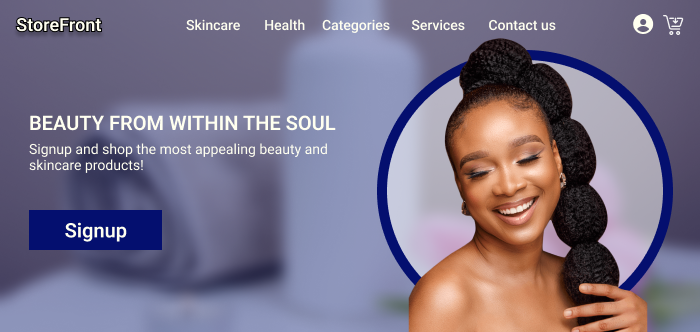 StoreFront
Skincare
Health
Categories
Services
Contact us
BEAUTY FROM WITHIN THE SOUL
Signup and shop the most appealing beauty and
skincare products!
Signup